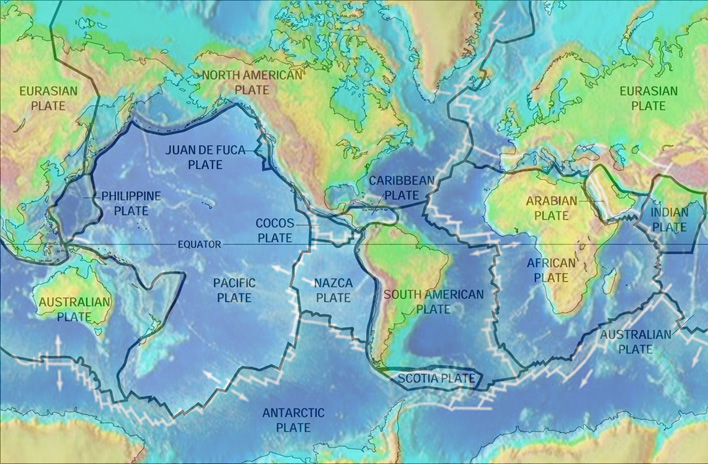 NORTH AMERICAN
PLATE
EURASIAN
PLATE
EURASIAN
PLATE
JUAN DE FUCA
PLATE
CARIBBEAN
PLATE
PHILIPPINE
PLATE
ARABIAN
PLATE
INDIAN
PLATE
COCOS
PLATE
EQUATOR
AFRICAN
PLATE
PACIFIC
PLATE
NAZCA
PLATE
SOUTH AMERICAN
PLATE
AUSTRALIAN
PLATE
AUSTRALIAN
PLATE
SCOTIA PLATE
ANTARCTIC
PLATE